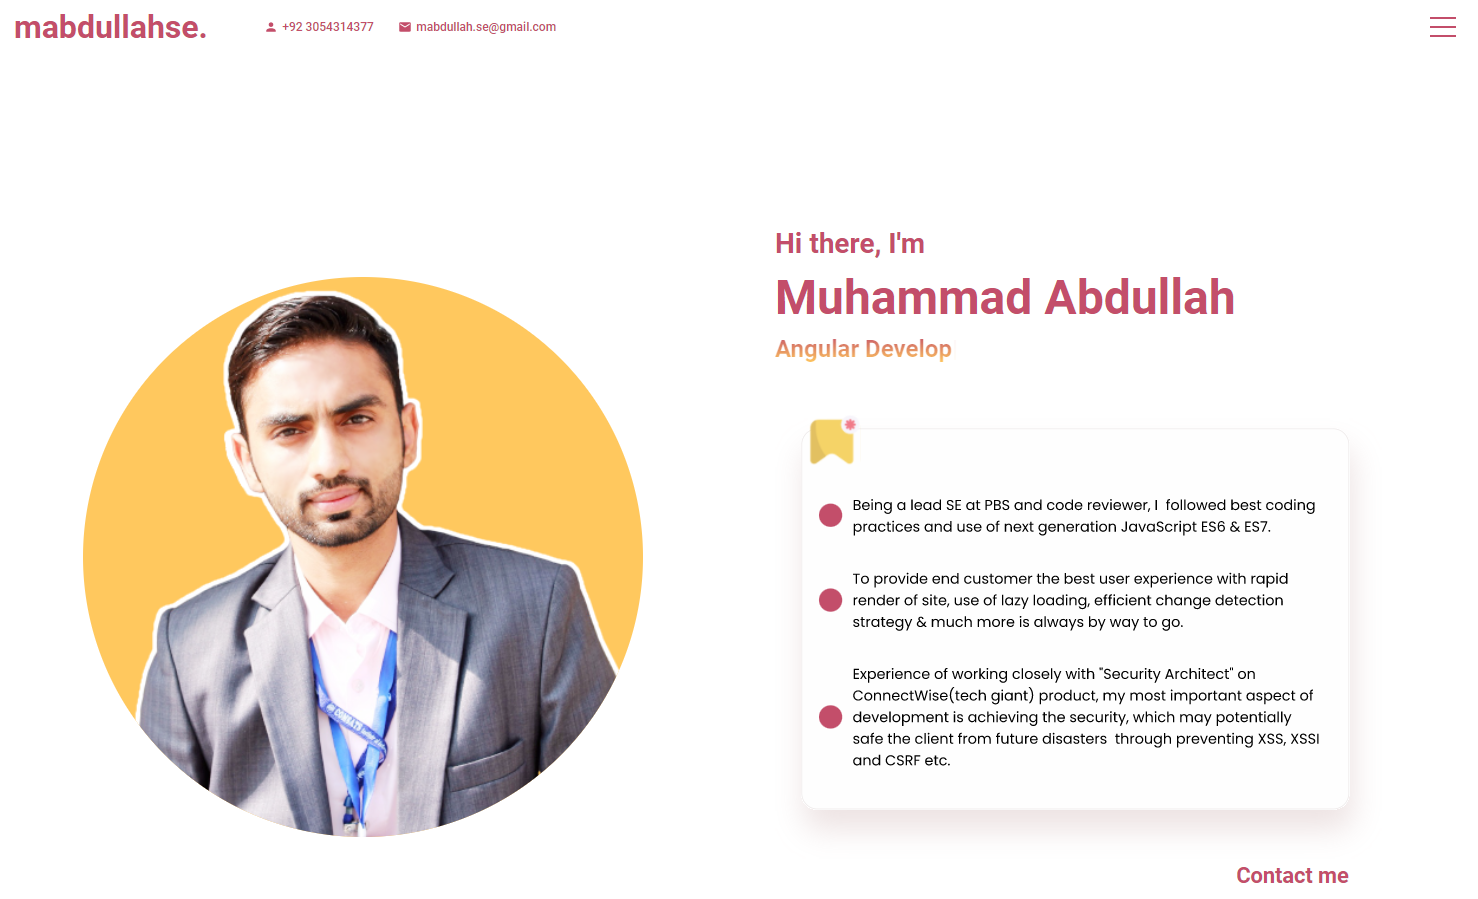 mabdullahse.
+92 3054314377
mabdullah.se@gmail.com
Hi there, I'm
Muhammad Abdullah
Angular Develop
Being a lead SE at PBS and code reviewer, I  followed best coding
practices and use of next generation JavaScript ES6 & ES7.
To provide end customer the best user experience with rapid
render of site, use of lazy loading, efficient change detection
strategy & much more is always by way to go.
Experience of working closely with "Security Architect" on
ConnectWise(tech giant) product, my most important aspect of
development is achieving the security, which may potentially
safe the client from future disasters  through preventing XSS, XSSI
and CSRF etc.
Contact me